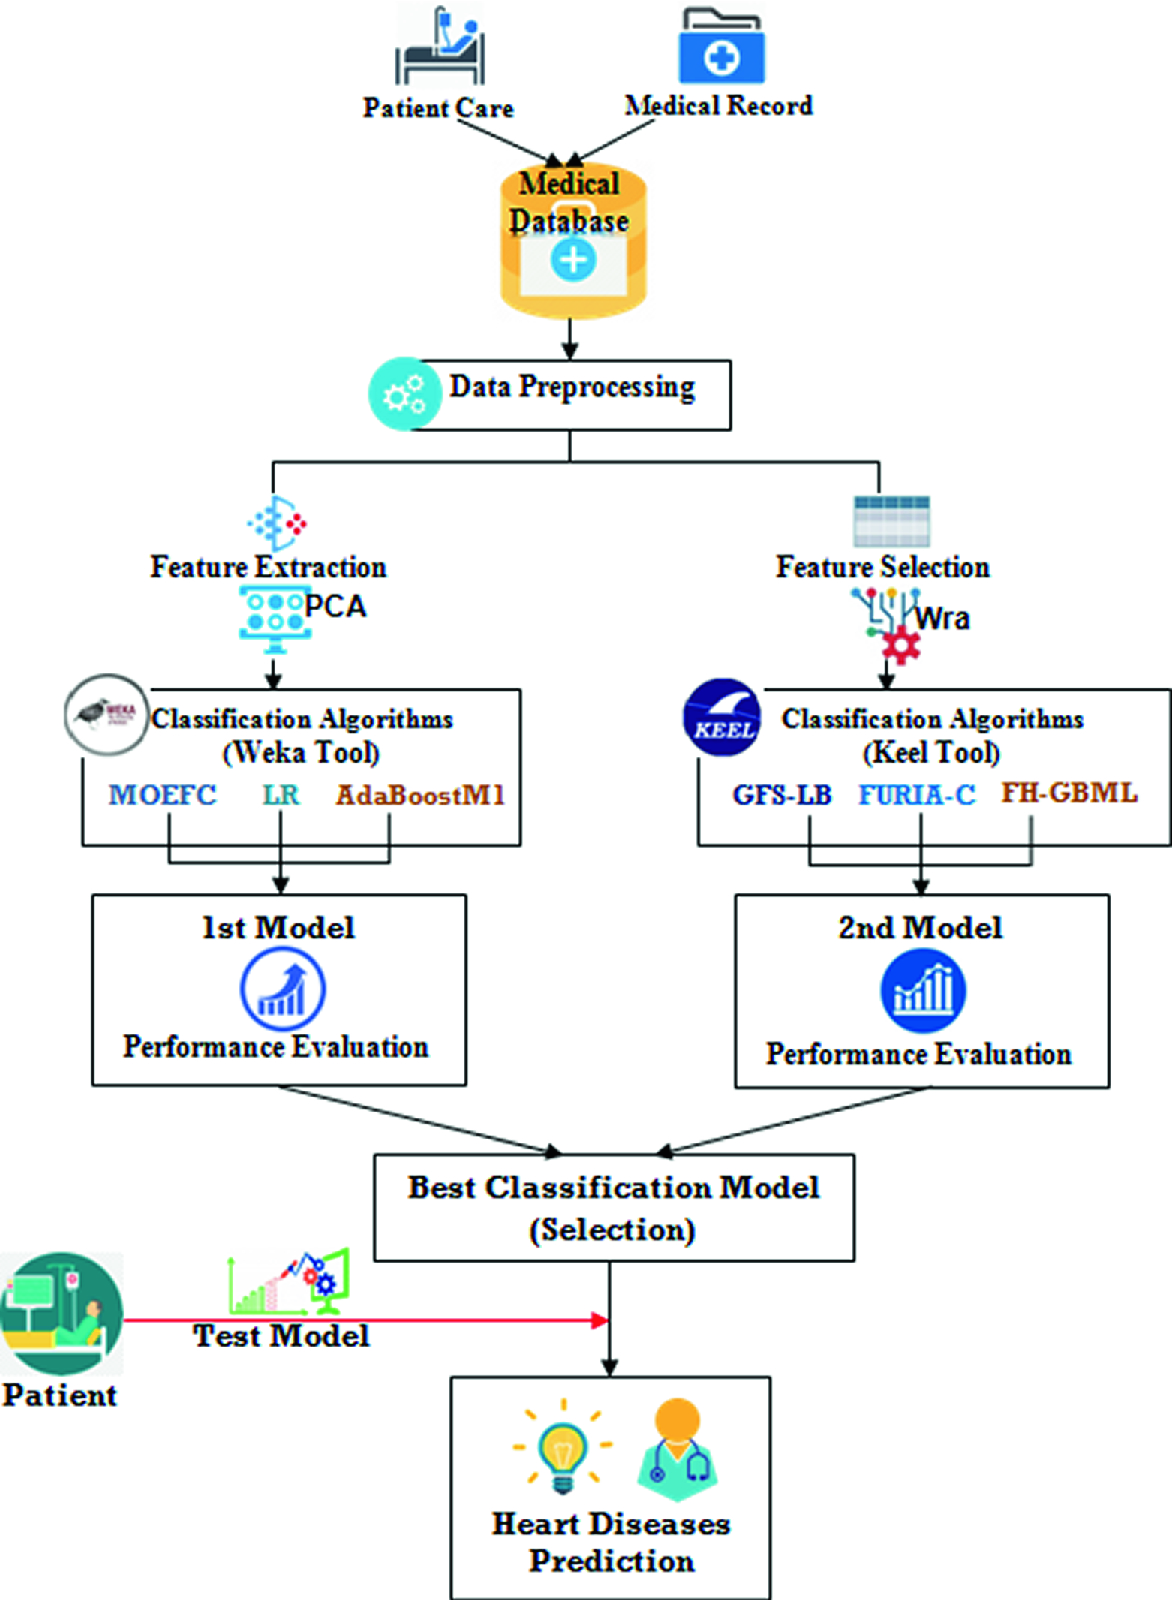 Patient Care
Medical Record
Medical
Database
Data Preprocessing
Feature Extraction
PCA
Feature Selection
Wra
WEKA
Classification Algorithms
(Weka Tool)
MOEFC LR AdaBoostM1
KEEL
Classification Algorithms
(Keel Tool)
GFS-LB FURIA-C FH-GBML
1st Model
Performance Evaluation
2nd Model
Performance Evaluation
Best Classification Model
(Selection)
Test Model
Patient
Heart Diseases
Prediction